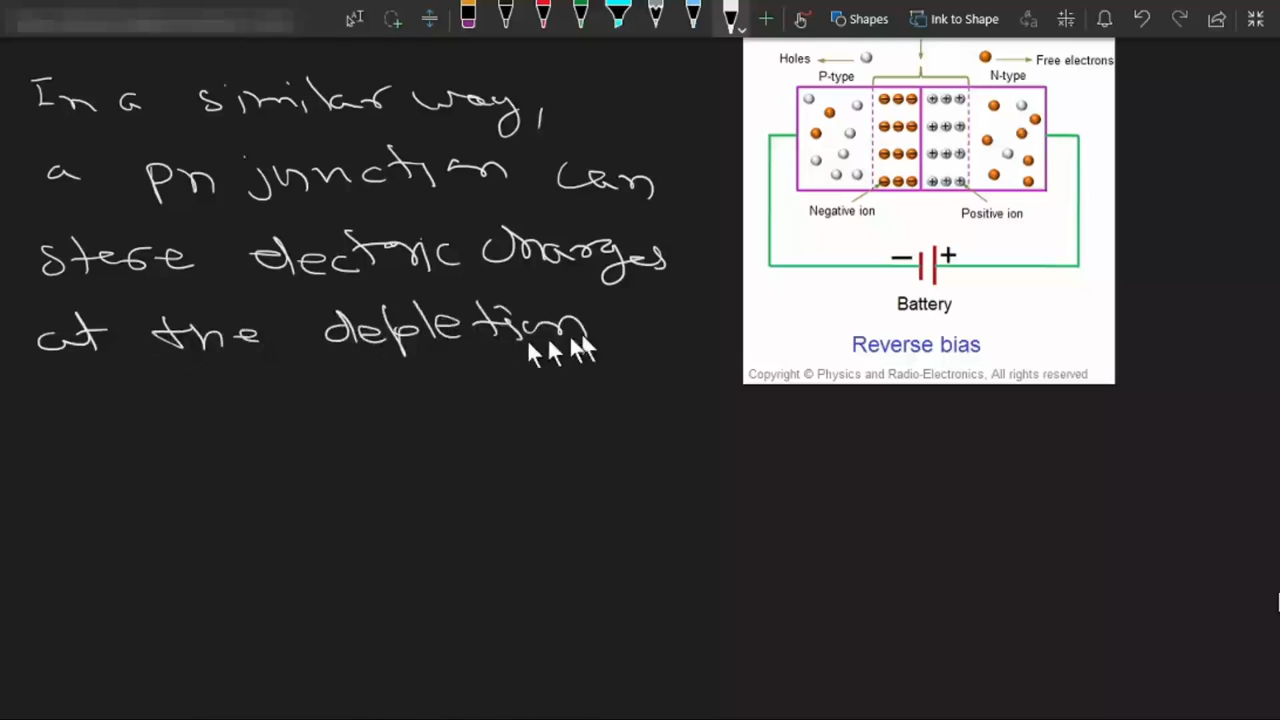 Shapes
Ink to Shape
In a similar way,
a pn junction can
store electric charges
at the depletion
Holes
Free electrons
P-type
N-type
Negative ion
Positive ion
− +
Battery
Reverse bias
Copyright © Physics and Radio-Electronics, All rights reserved